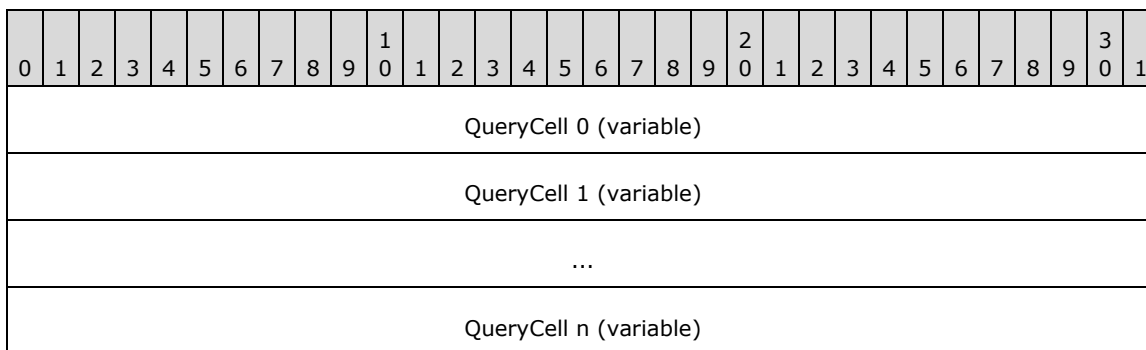 1 2 3
0 1 2 3 4 5 6 7 8 9 0 1 2 3 4 5 6 7 8 9 0 1 2 3 4 5 6 7 8 9 0 1
QueryCell 0 (variable)
QueryCell 1 (variable)
...
QueryCell n (variable)